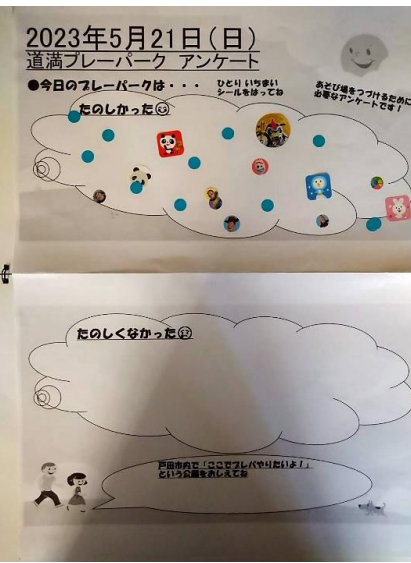 2023年5月21日(日)
道満プレーパーク アンケート
●今日のプレーパークは・・・
ひとり いちまい
シールをはってね
あそび場をつづけるために
必要なアンケートです！
たのしかった
たのしくなかった
戸田市内で「ここでプレパやりたいよ！」
という公園をおしえてね